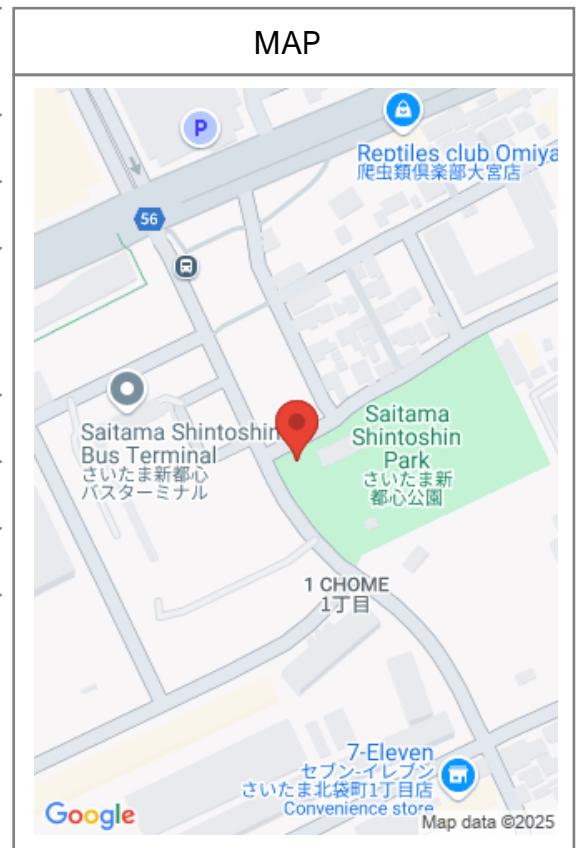 MAP
P
Reptiles club Omiya
爬虫類倶楽部大宮店
56
Saitama Shintoshin
Bus Terminal
さいたま新都心
バスターミナル
Saitama
Shintoshin
Park
さいたま新
都心公園
1 CHOME
1丁目
7-Eleven
セブン-イレブン
さいたま北袋町1丁目店
Convenience store
Google
Map data ©2025